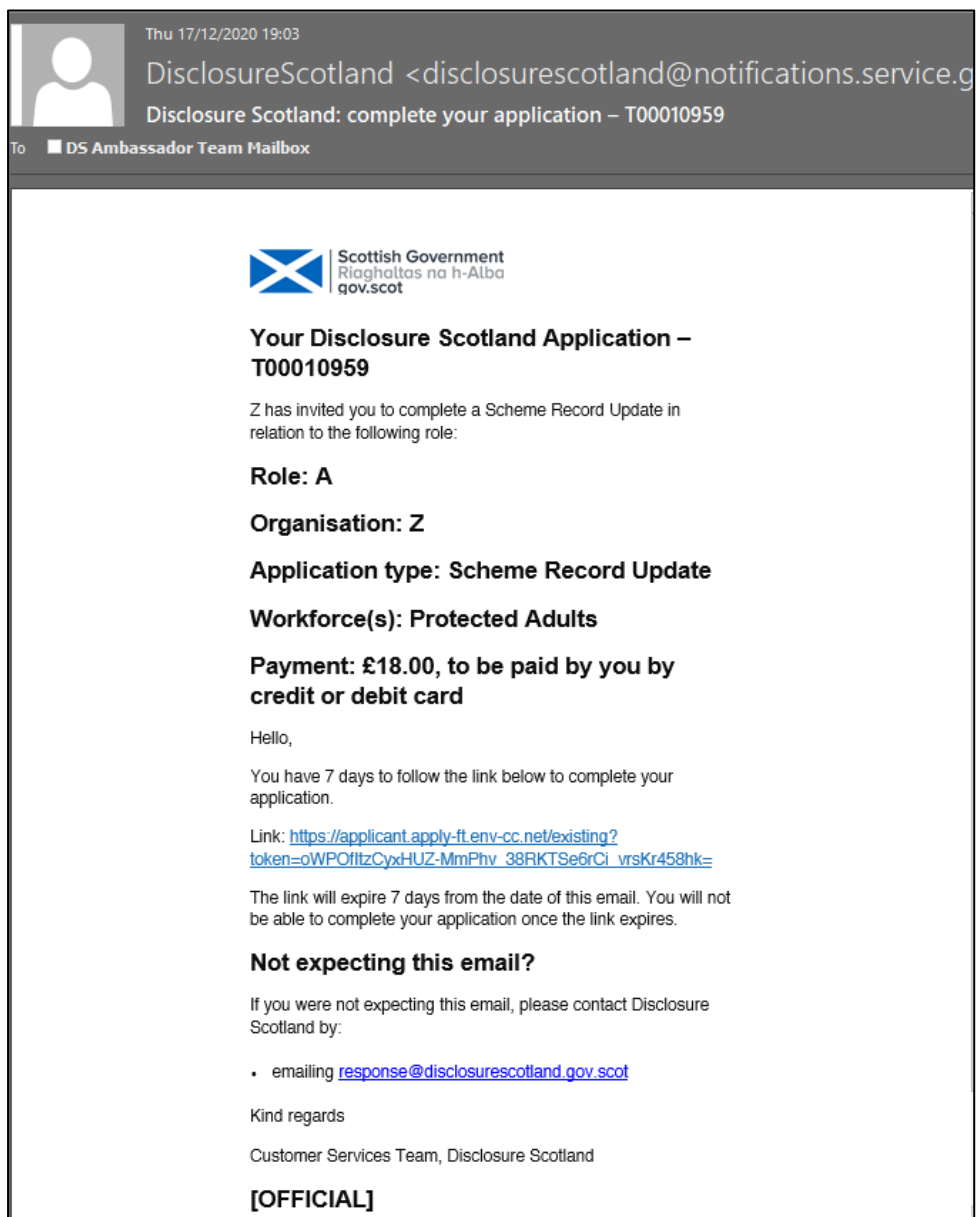 Thu 17/12/2020 19:03
DisclosureScotland <disclosurescotland@notifications.service.g
Disclosure Scotland: complete your application – T00010959
To DS Ambassador Team Mailbox
Scottish Government
Riaghaltas na h-Alba
gov.scot
Your Disclosure Scotland Application –
T00010959
Z has invited you to complete a Scheme Record Update in
relation to the following role:
Role: A
Organisation: Z
Application type: Scheme Record Update
Workforce(s): Protected Adults
Payment: £18.00, to be paid by you by
credit or debit card
Hello,
You have 7 days to follow the link below to complete your
application.
Link: https://applicant.apply-ft.env-cc.net/existing?
token=oWPOfItzCyxHUZ-MmPhv_38RKTSe6rCi_vrsKr458hk=
The link will expire 7 days from the date of this email. You will not
be able to complete your application once the link expires.
Not expecting this email?
If you were not expecting this email, please contact Disclosure
Scotland by:
• emailing response@disclosurescotland.gov.scot
Kind regards
Customer Services Team, Disclosure Scotland
[OFFICIAL]